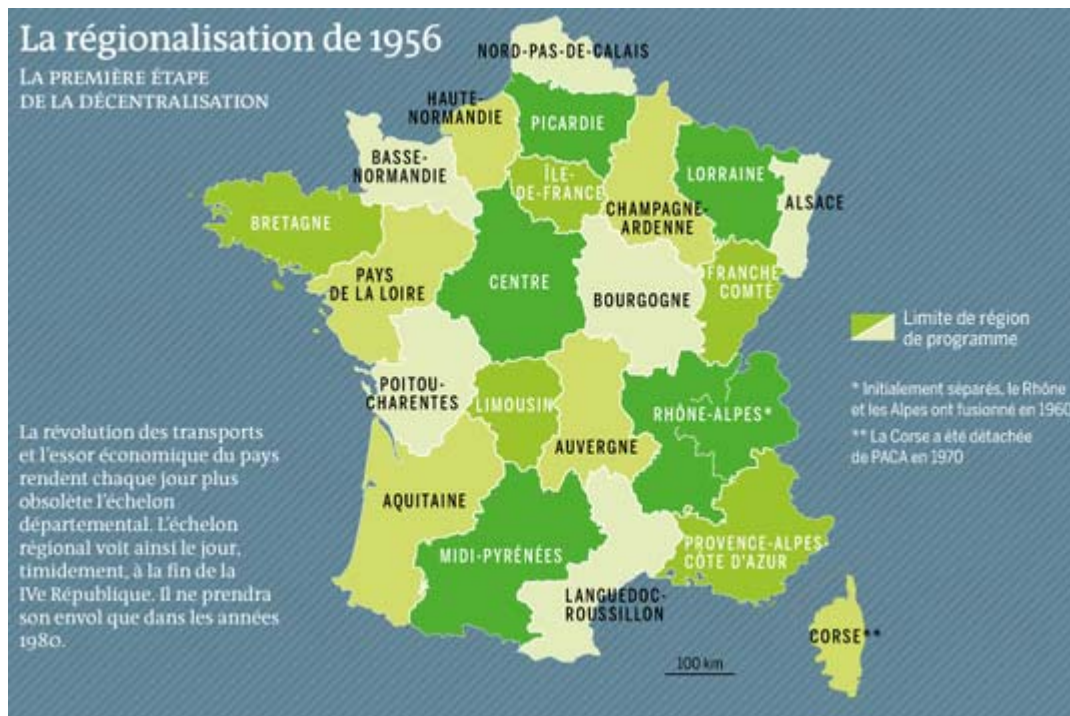 La régionalisation de 1956
LA PREMIÈRE ÉTAPE
DE LA DÉCENTRALISATION
NORD-PAS-DE-CALAIS
HAUTE-
NORMANDIE
PICARDIE
BASSE-
NORMANDIE
ÎLE-
DE-FRANCE
LORRAINE
ALSACE
CHAMPAGNE-
ARDENNE
BRETAGNE
PAYS
DE LA LOIRE
CENTRE
BOURGOGNE
FRANCHE
COMTÉ
Limite de région
de programme
POITOU-
CHARENTES
LIMOUSIN
AUVERGNE
RHÔNE-ALPES*
* Initialement séparés, le Rhône
et les Alpes ont fusionné en 1960
** La Corse a été détachée
de PACA en 1970
La révolution des transports
et l'essor économique du pays
rendent chaque jour plus
obsolète l'échelon
départemental. L'échelon
régional voit ainsi le jour,
timidement, à la fin de la
IVe République. Il ne prendra
son envol que dans les années
1980.
AQUITAINE
MIDI-PYRÉNÉES
PROVENCE-ALPES-
CÔTE D'AZUR
LANGUEDOC-
ROUSSILLON
CORSE**
100 km